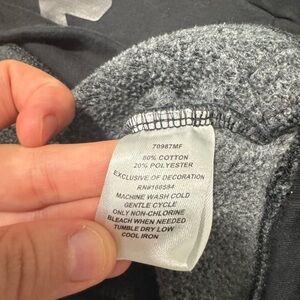 70987MF
80% COTTON
20% POLYESTER
EXCLUSIVE OF DECORATION
RN#166584
MACHINE WASH COLD
GENTLE CYCLE
ONLY NON-CHLORINE
BLEACH WHEN NEEDED
TUMBLE DRY LOW
COOL IRON